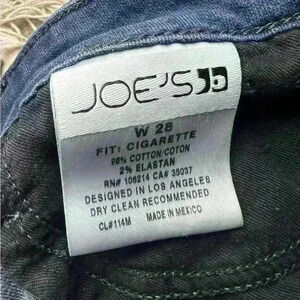 JOE'S Jb
W 28
FIT: CIGARETTE
98% COTTON/COTON
2% ELASTAN
RN# 106214 CA# 35037
DESIGNED IN LOS ANGELES
DRY CLEAN RECOMMENDED
CL#114M MADE IN MEXICO